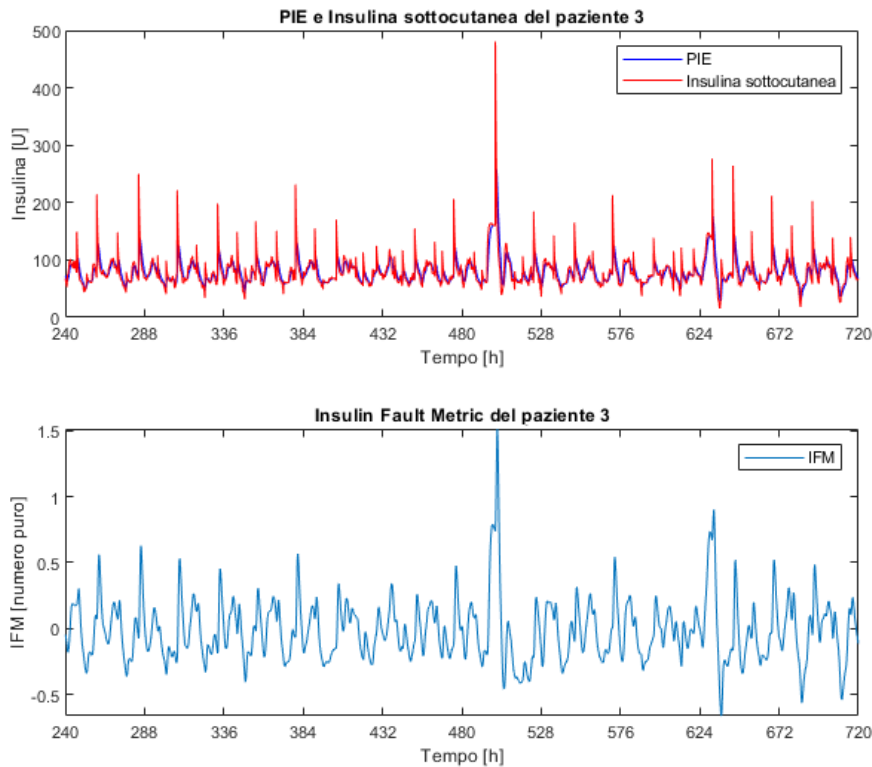 PIE e Insulina sottocutanea del paziente 3
500
400
300
200
100
0
Insulina [U]
PIE
Insulina sottocutanea
240 288 336 384 432 480 528 576 624 672 720
Tempo [h]
Insulin Fault Metric del paziente 3
1.5
1
0.5
0
-0.5
IFM [numero puro]
IFM
240 288 336 384 432 480 528 576 624 672 720
Tempo [h]